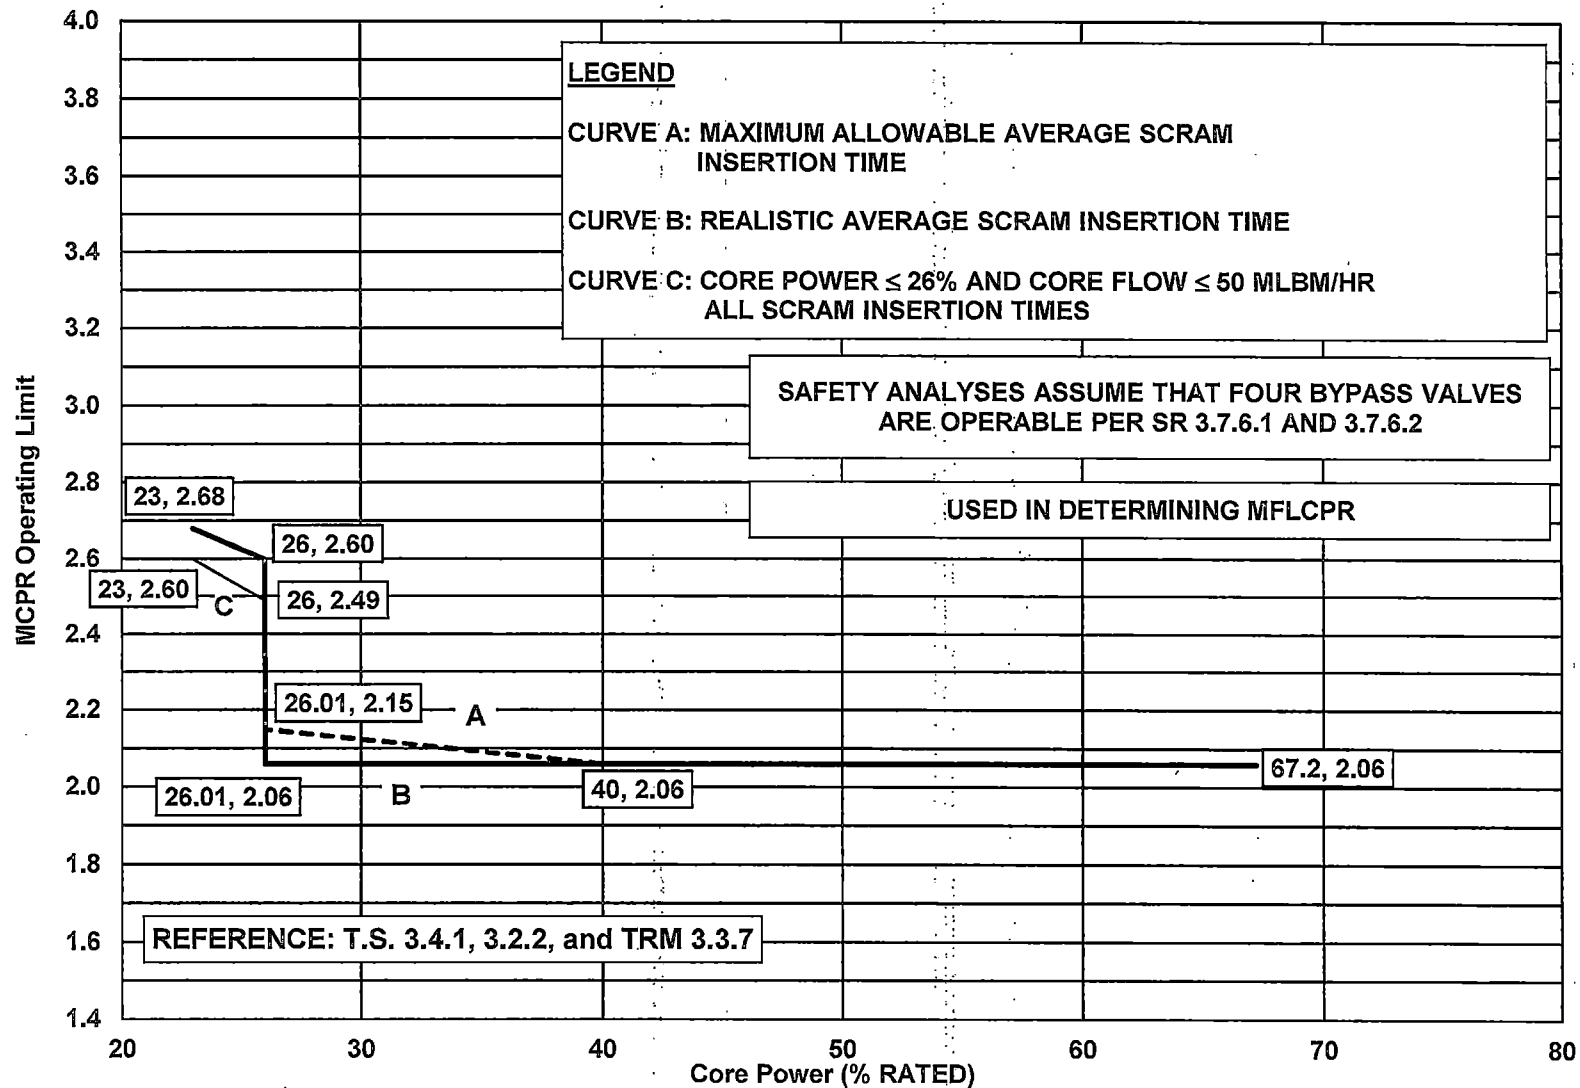 4.0
3.8
3.6
3.4
3.2
3.0
2.8
2.6
2.4
2.2
2.0
1.8
1.6
1.4
MCPR Operating Limit
LEGEND
CURVE A: MAXIMUM ALLOWABLE AVERAGE SCRAM
INSERTION TIME
CURVE B: REALISTIC AVERAGE SCRAM INSERTION TIME
CURVE C: CORE POWER ≤ 26% AND CORE FLOW ≤ 50 MLBM/HR
ALL SCRAM INSERTION TIMES
SAFETY ANALYSES ASSUME THAT FOUR BYPASS VALVES
ARE OPERABLE PER SR 3.7.6.1 AND 3.7.6.2
USED IN DETERMINING MFLCPR
23, 2.68
26, 2.60
23, 2.60
C
26, 2.49
26.01, 2.15
A
26.01, 2.06
B
40, 2.06
67.2, 2.06
REFERENCE: T.S. 3.4.1, 3.2.2, and TRM 3.3.7
20
30
40
50
60
70
80
Core Power (% RATED)